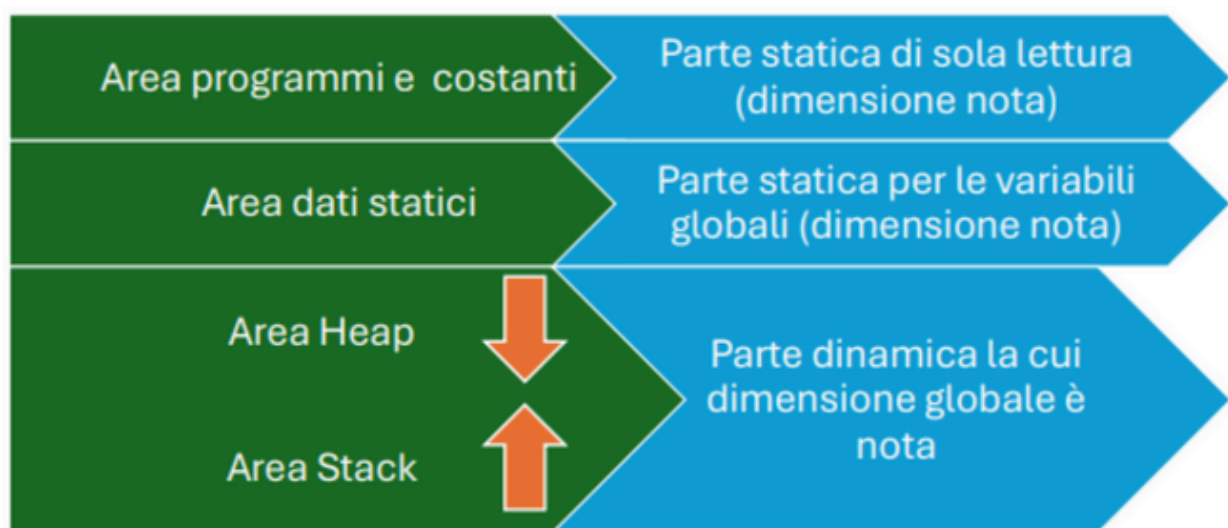 Area programmi e costanti
Parte statica di sola lettura
(dimensione nota)
Area dati statici
Parte statica per le variabili
globali (dimensione nota)
Area Heap
Area Stack
Parte dinamica la cui
dimensione globale è
nota